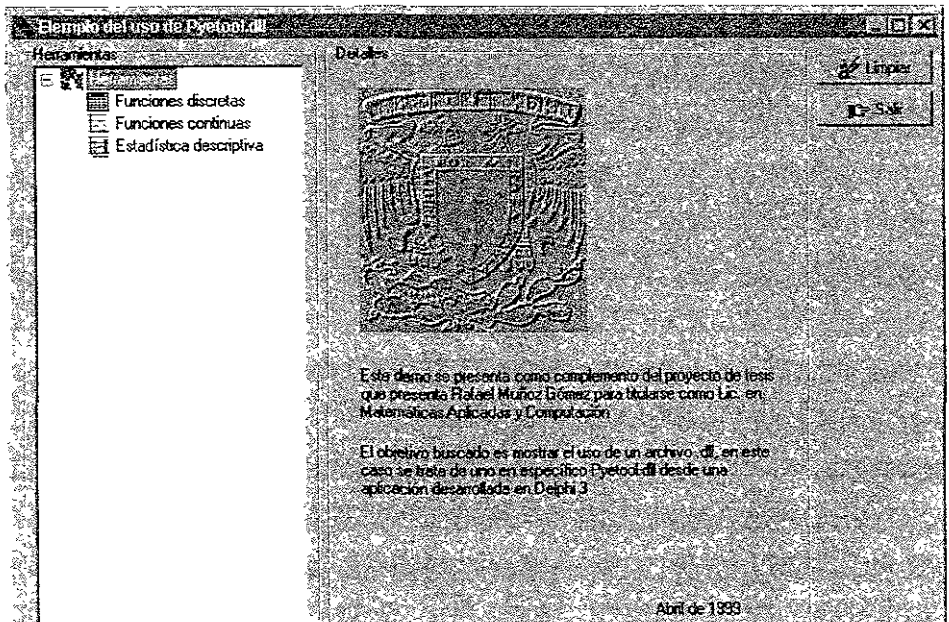 Ejemplo del uso de Pyetool.dll
Herramientas
Funciones discretas
Funciones continuas
Estadística descriptiva
Detalles
Este demo se presenta como complemento del proyecto de tesis
que presenta Rafael Muñoz Gómez para titularse como Lic. en
Matemáticas Aplicadas y Computación
El objetivo buscado es mostrar el uso de un archivo .dll, en este
caso se trata de uno en específico Pyetool.dll desde una
aplicación desarrollada en Delphi 3
Abril de 1999
Limpiar
Salir